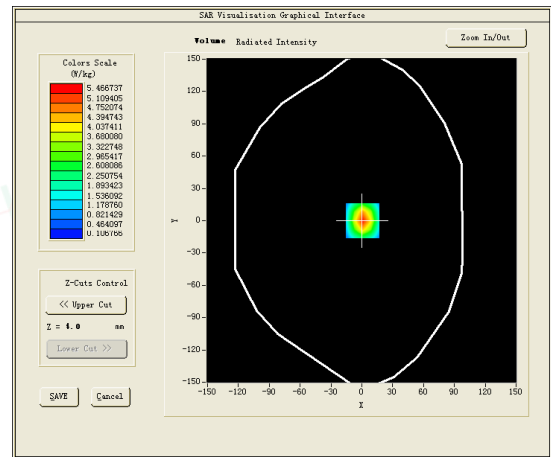 SAR Visualisation Graphical Interface
Volume Radiated Intensity
Zoom In/Out
Colors Scale
(W/kg)
5.466737
5.109405
4.752074
4.394743
4.037411
3.680080
3.322748
2.965417
2.608086
2.250754
1.893423
1.536092
1.178760
0.821429
0.464097
0.106766
Z-Cuts Control
<< Upper Cut
Z = 4.0 mm
Lower Cut >>
SAVE
Cancel
150
120
90
60
30
0
-30
-60
-90
-120
-150
Y
-150 -120 -90 -60 -30 0 30 60 90 120 150
X